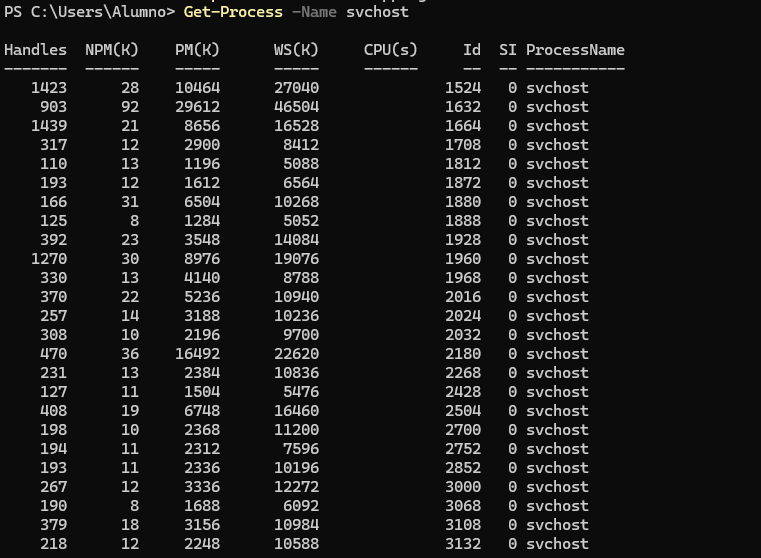 PS C:\Users\Alumno> Get-Process -Name svchost
Handles NPM(K) PM(K) WS(K) CPU(s) Id SI ProcessName
------- ------ ----- ----- ------ -- -- -----------
1423 28 10464 27040 1524 0 svchost
903 92 29612 46504 1632 0 svchost
1439 21 8656 16528 1664 0 svchost
317 12 2900 8412 1708 0 svchost
110 13 1196 5088 1812 0 svchost
193 12 1612 6564 1872 0 svchost
166 31 6504 10268 1880 0 svchost
125 8 1284 5052 1888 0 svchost
392 23 3548 14084 1928 0 svchost
1270 30 8976 19076 1960 0 svchost
330 13 4140 8788 1968 0 svchost
370 22 5236 10940 2016 0 svchost
257 14 3188 10236 2024 0 svchost
308 10 2196 9700 2032 0 svchost
470 36 16492 22620 2180 0 svchost
231 13 2384 10836 2268 0 svchost
127 11 1504 5476 2428 0 svchost
408 19 6748 16460 2504 0 svchost
198 10 2368 11200 2700 0 svchost
194 11 2312 7596 2752 0 svchost
193 11 2336 10196 2852 0 svchost
267 12 3336 12272 3000 0 svchost
190 8 1688 6092 3068 0 svchost
379 18 3156 10984 3108 0 svchost
218 12 2248 10588 3132 0 svchost